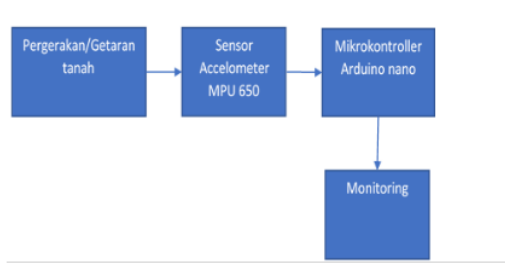 Pergerakan/Getaran
tanah
Sensor
Accelometer
MPU 650
Mikrokontroller
Arduino nano
Monitoring